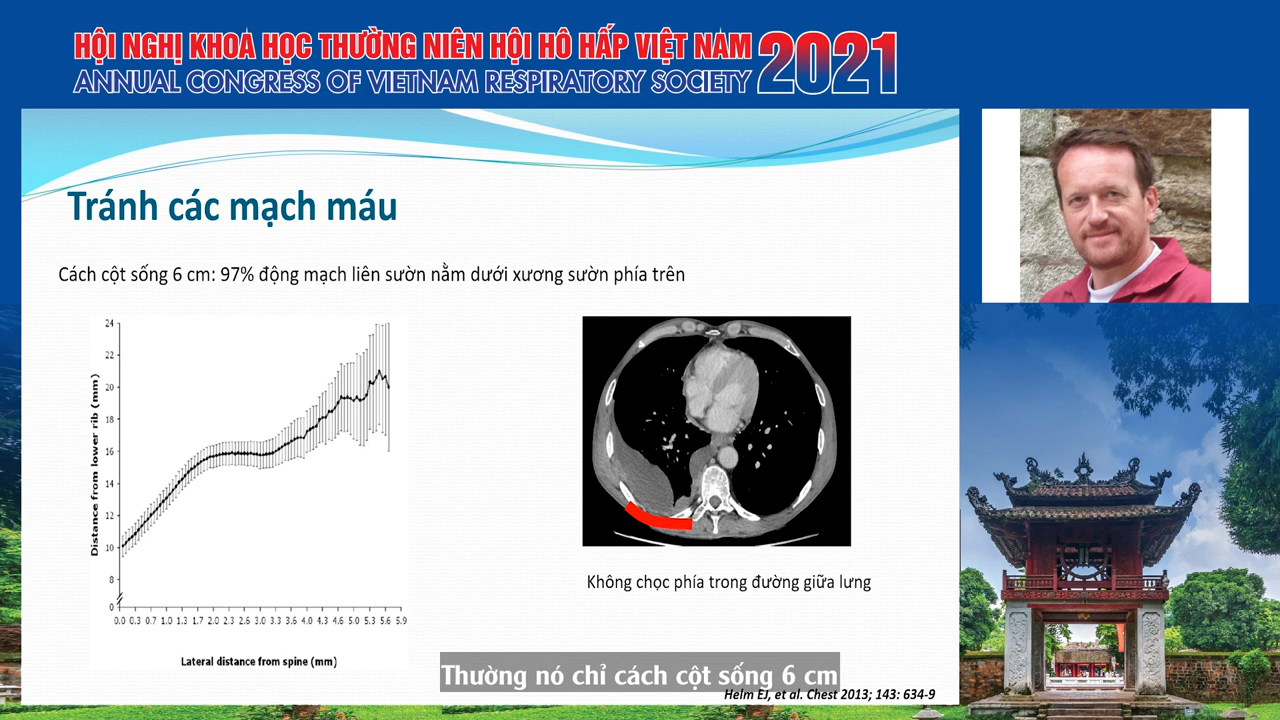 HỘI NGHỊ KHOA HỌC THƯỜNG NIÊN HỘI HÔ HẤP VIỆT NAM 2021
ANNUAL CONGRESS OF VIETNAM RESPIRATORY SOCIETY
Tránh các mạch máu
Cách cột sống 6 cm: 97% động mạch liên sườn nằm dưới xương sườn phía trên
Distance from lower rib (mm)
24
22
20
18
16
14
12
10
8
0
0.0 0.3 0.7 1.0 1.3 1.7 2.0 2.3 2.6 3.0 3.3 3.6 4.0 4.3 4.6 5.0 5.3 5.6 5.9
Lateral distance from spine (mm)
Không chọc phía trong đường giữa lưng
Thường nó chỉ cách cột sống 6 cm
Helm EJ, et al. Chest 2013; 143: 634-9